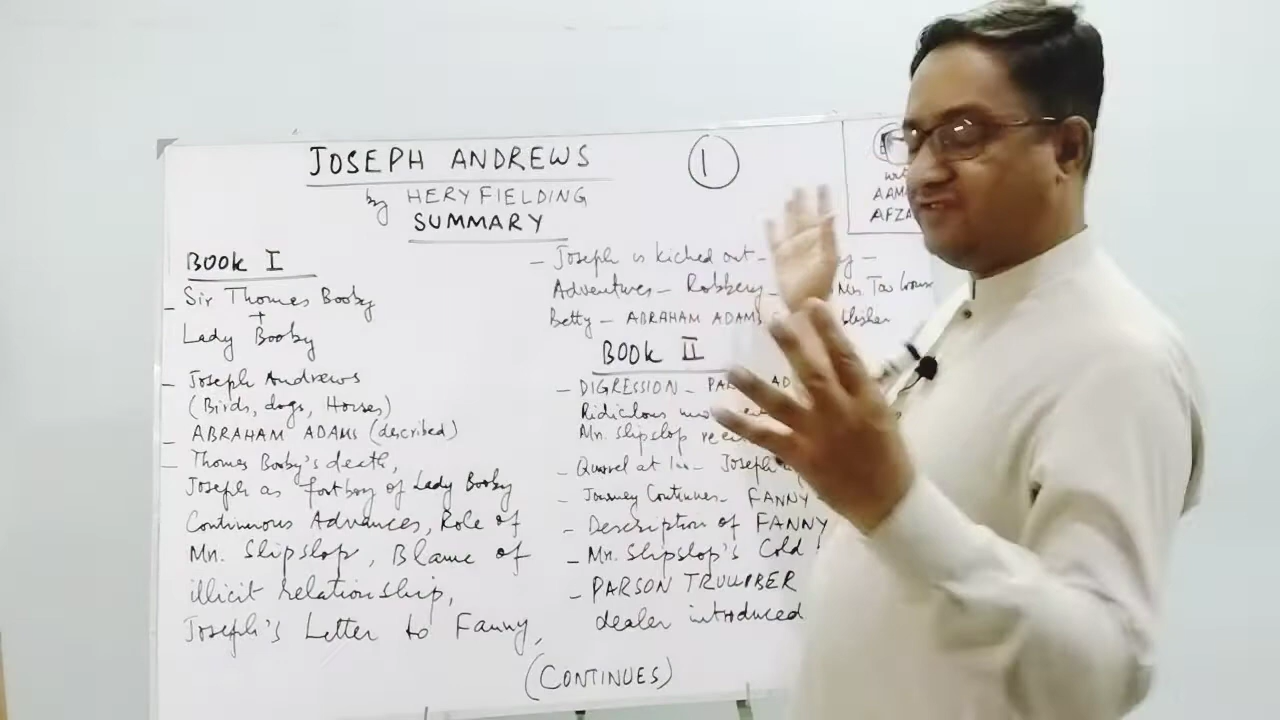 JOSEPH ANDREWS
1
by HERY FIELDING
SUMMARY
BOOK I
- Sir Thomas Booby
+
Lady Booby
- Joseph Andrews
(Birds, dogs, Horses)
- ABRAHAM ADAMS (described)
- Thomas Booby's death,
Joseph as footboy of Lady Booby
Continuous Advances, Role of
Mn. Slipslop, Blame of
illicit relationship,
Joseph's Letter to Fanny,
- Joseph is kicked out -
Adventures - Robbery -
Betty - ABRAHAM ADAMS
BOOK II
- DIGRESSION -
Ridiculous
Mn. Slipslop
- Quarrel at Inn - Joseph
- Journey Continues - FANNY
- Description of FANNY
- Mn. Slipslop's Cold
- PARSON TRULLIBER
dealer introduced
(CONTINUES)